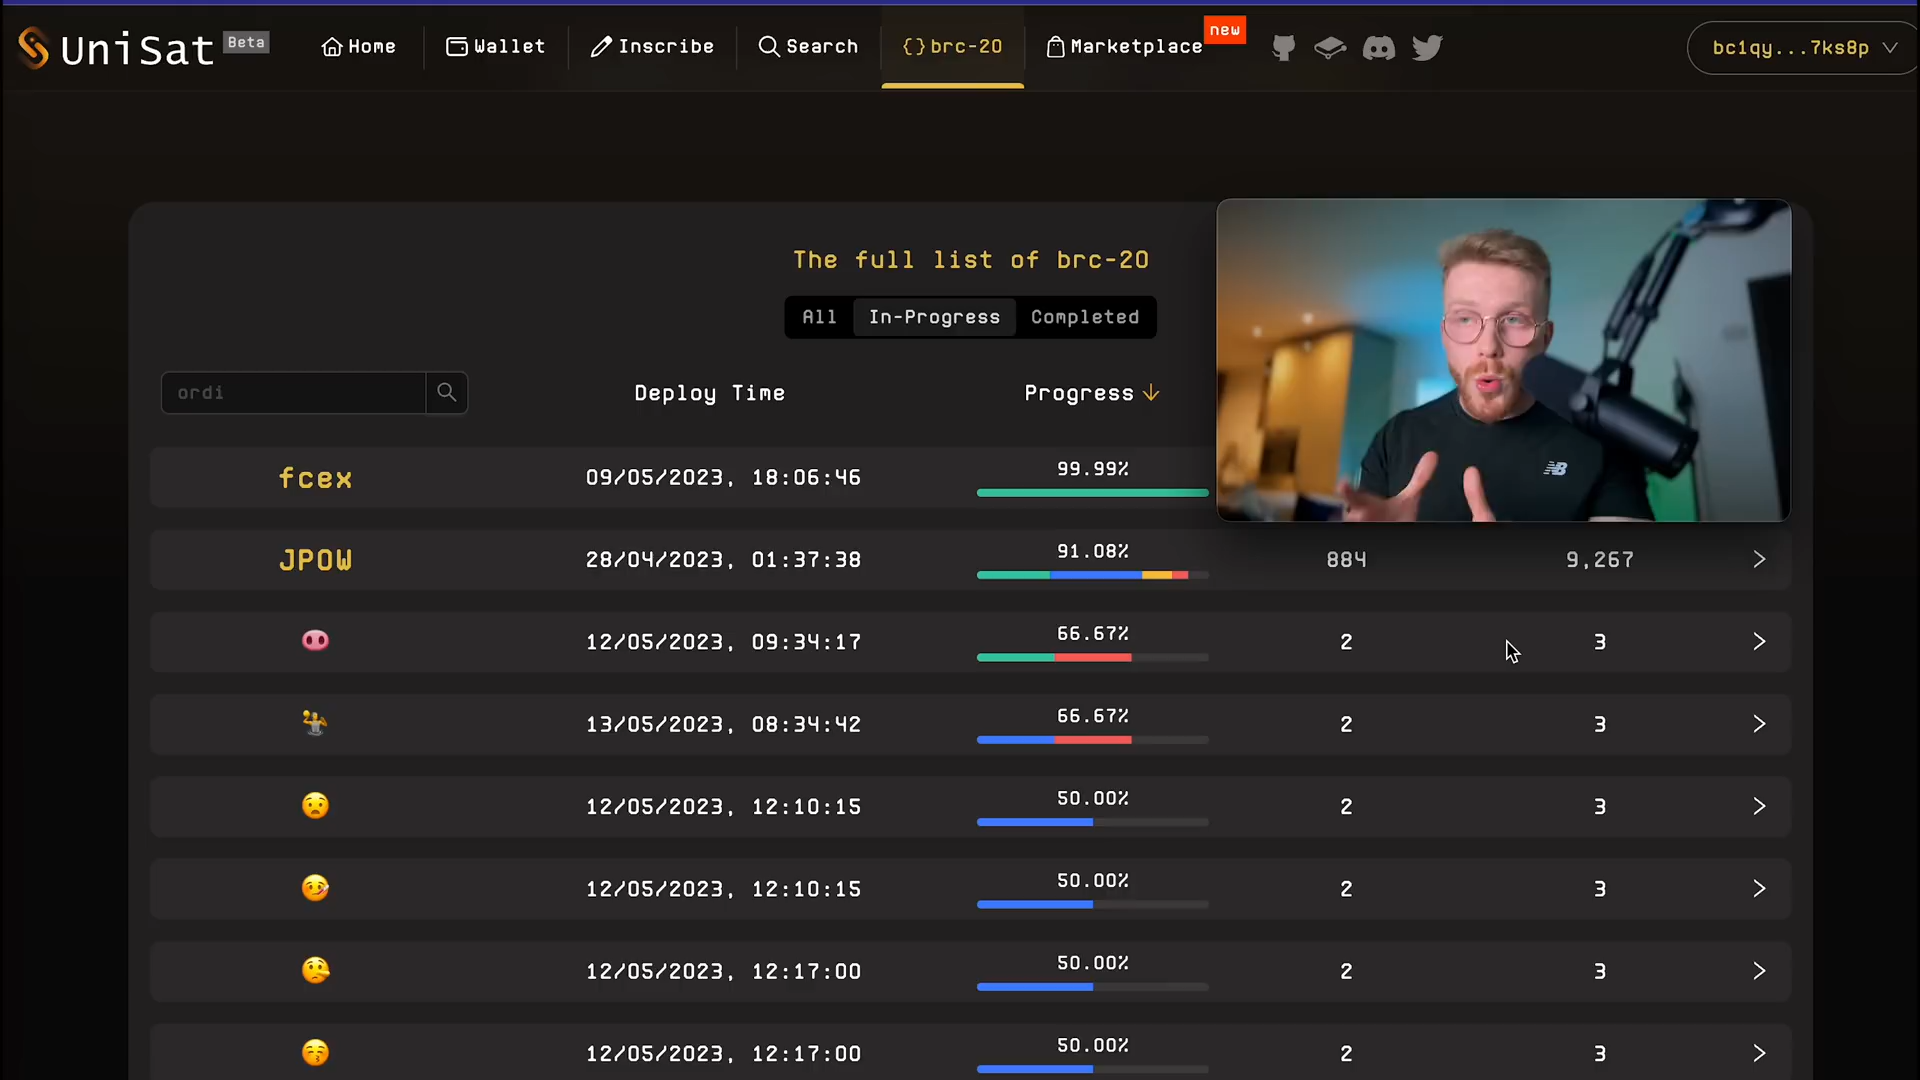 UniSat Beta Home Wallet Inscribe Search {} brc-20 Marketplace new bc1qy...7ks8p
The full list of brc-20
All In-Progress Completed
ordi Deploy Time Progress
fcex 09/05/2023, 18:06:46 99.99%
JPOW 28/04/2023, 01:37:38 91.08% 884 9,267
🐽 12/05/2023, 09:34:17 66.67% 2 3
13/05/2023, 08:34:42 66.67% 2 3
😟 12/05/2023, 12:10:15 50.00% 2 3
🤒 12/05/2023, 12:10:15 50.00% 2 3
🤥 12/05/2023, 12:17:00 50.00% 2 3
😚 12/05/2023, 12:17:00 50.00% 2 3
NB